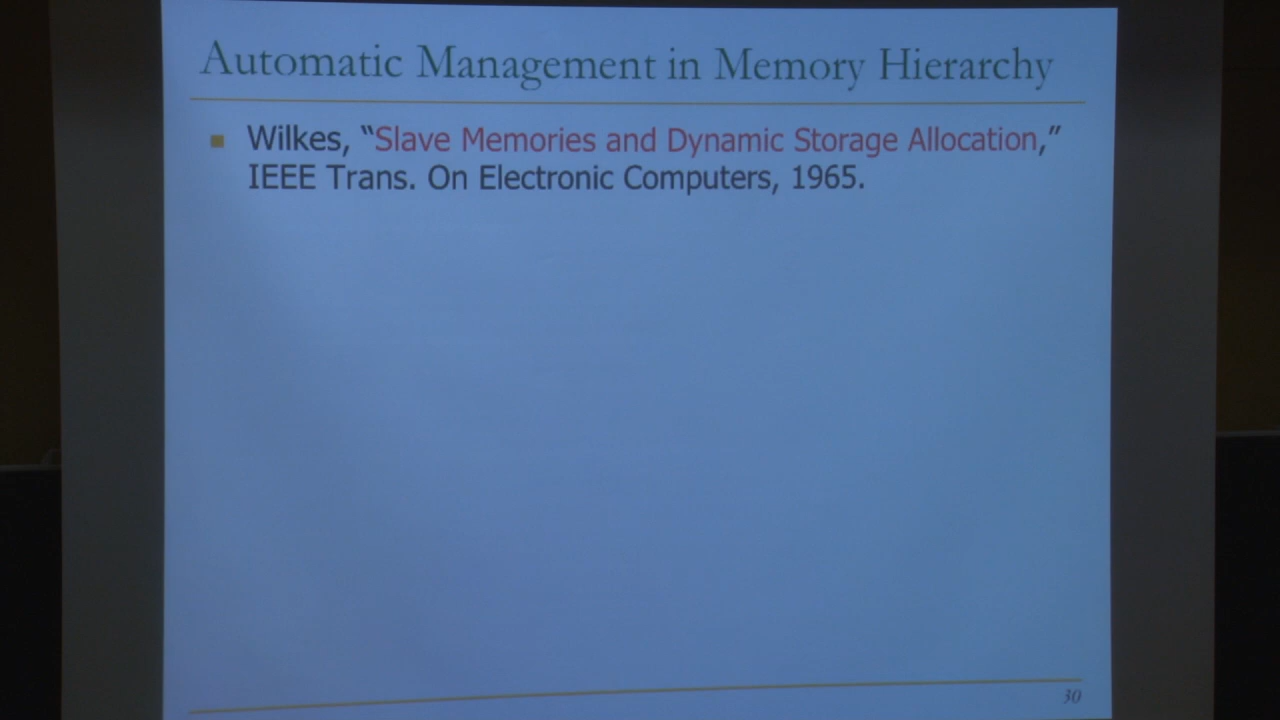 Automatic Management in Memory Hierarchy
Wilkes, “Slave Memories and Dynamic Storage Allocation,”
IEEE Trans. On Electronic Computers, 1965.
30